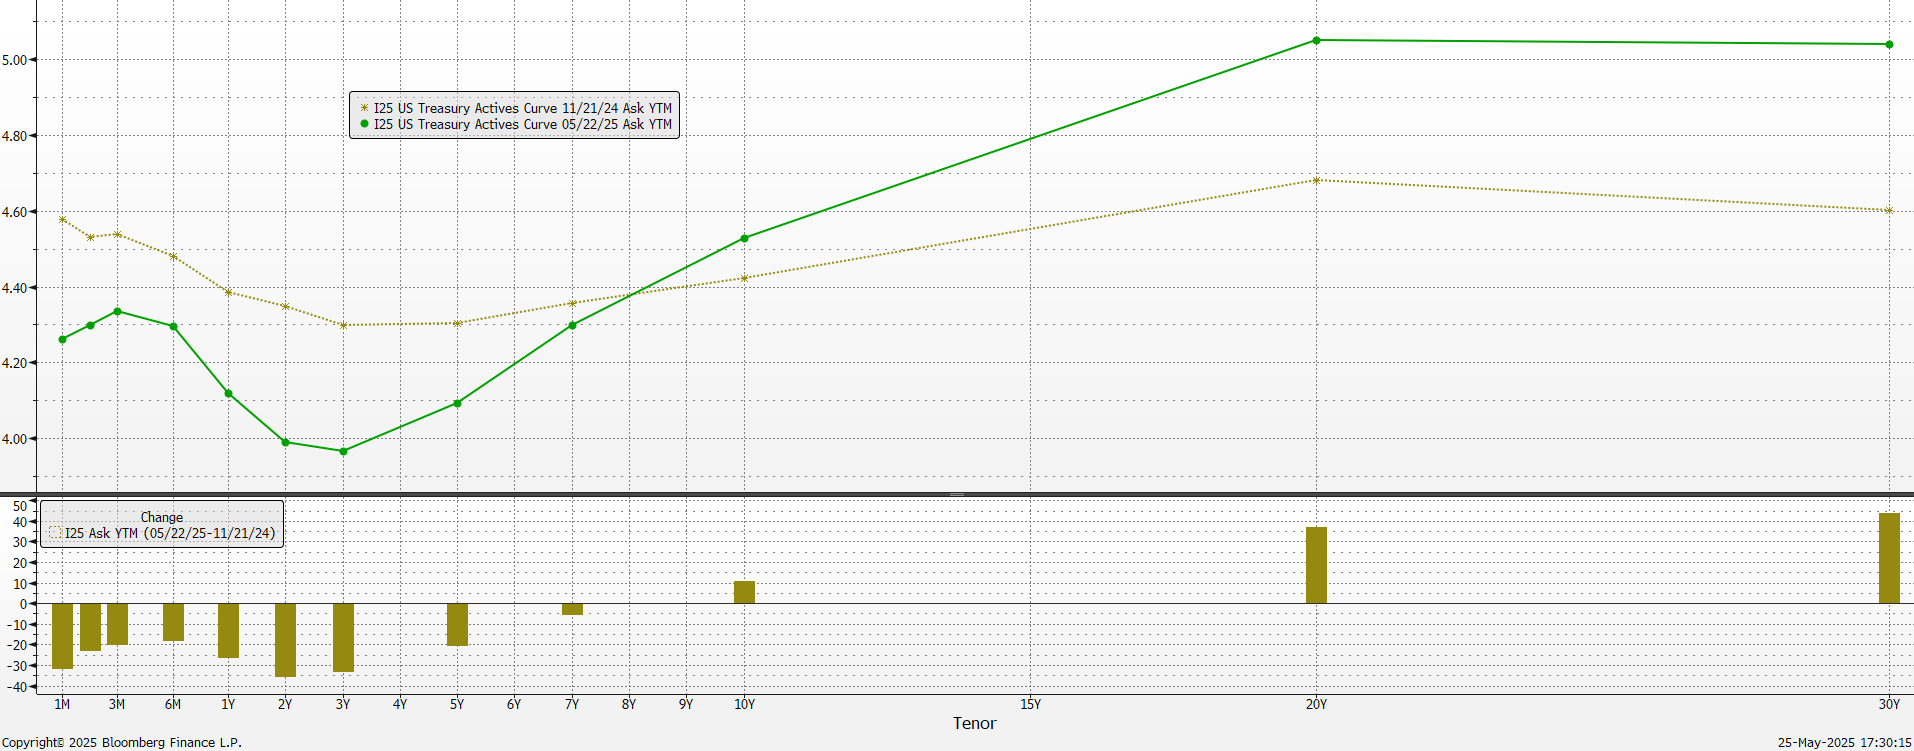 5.00
4.80
4.60
4.40
4.20
4.00
I25 US Treasury Actives Curve 11/21/24 Ask YTM
I25 US Treasury Actives Curve 05/22/25 Ask YTM
50
40
30
20
10
0
-10
-20
-30
-40
Change
I25 Ask YTM (05/22/25-11/21/24)
1M 3M 6M 1Y 2Y 3Y 4Y 5Y 6Y 7Y 8Y 9Y 10Y 15Y 20Y 30Y
Tenor
Copyright© 2025 Bloomberg Finance L.P.
25-May-2025 17:30:15